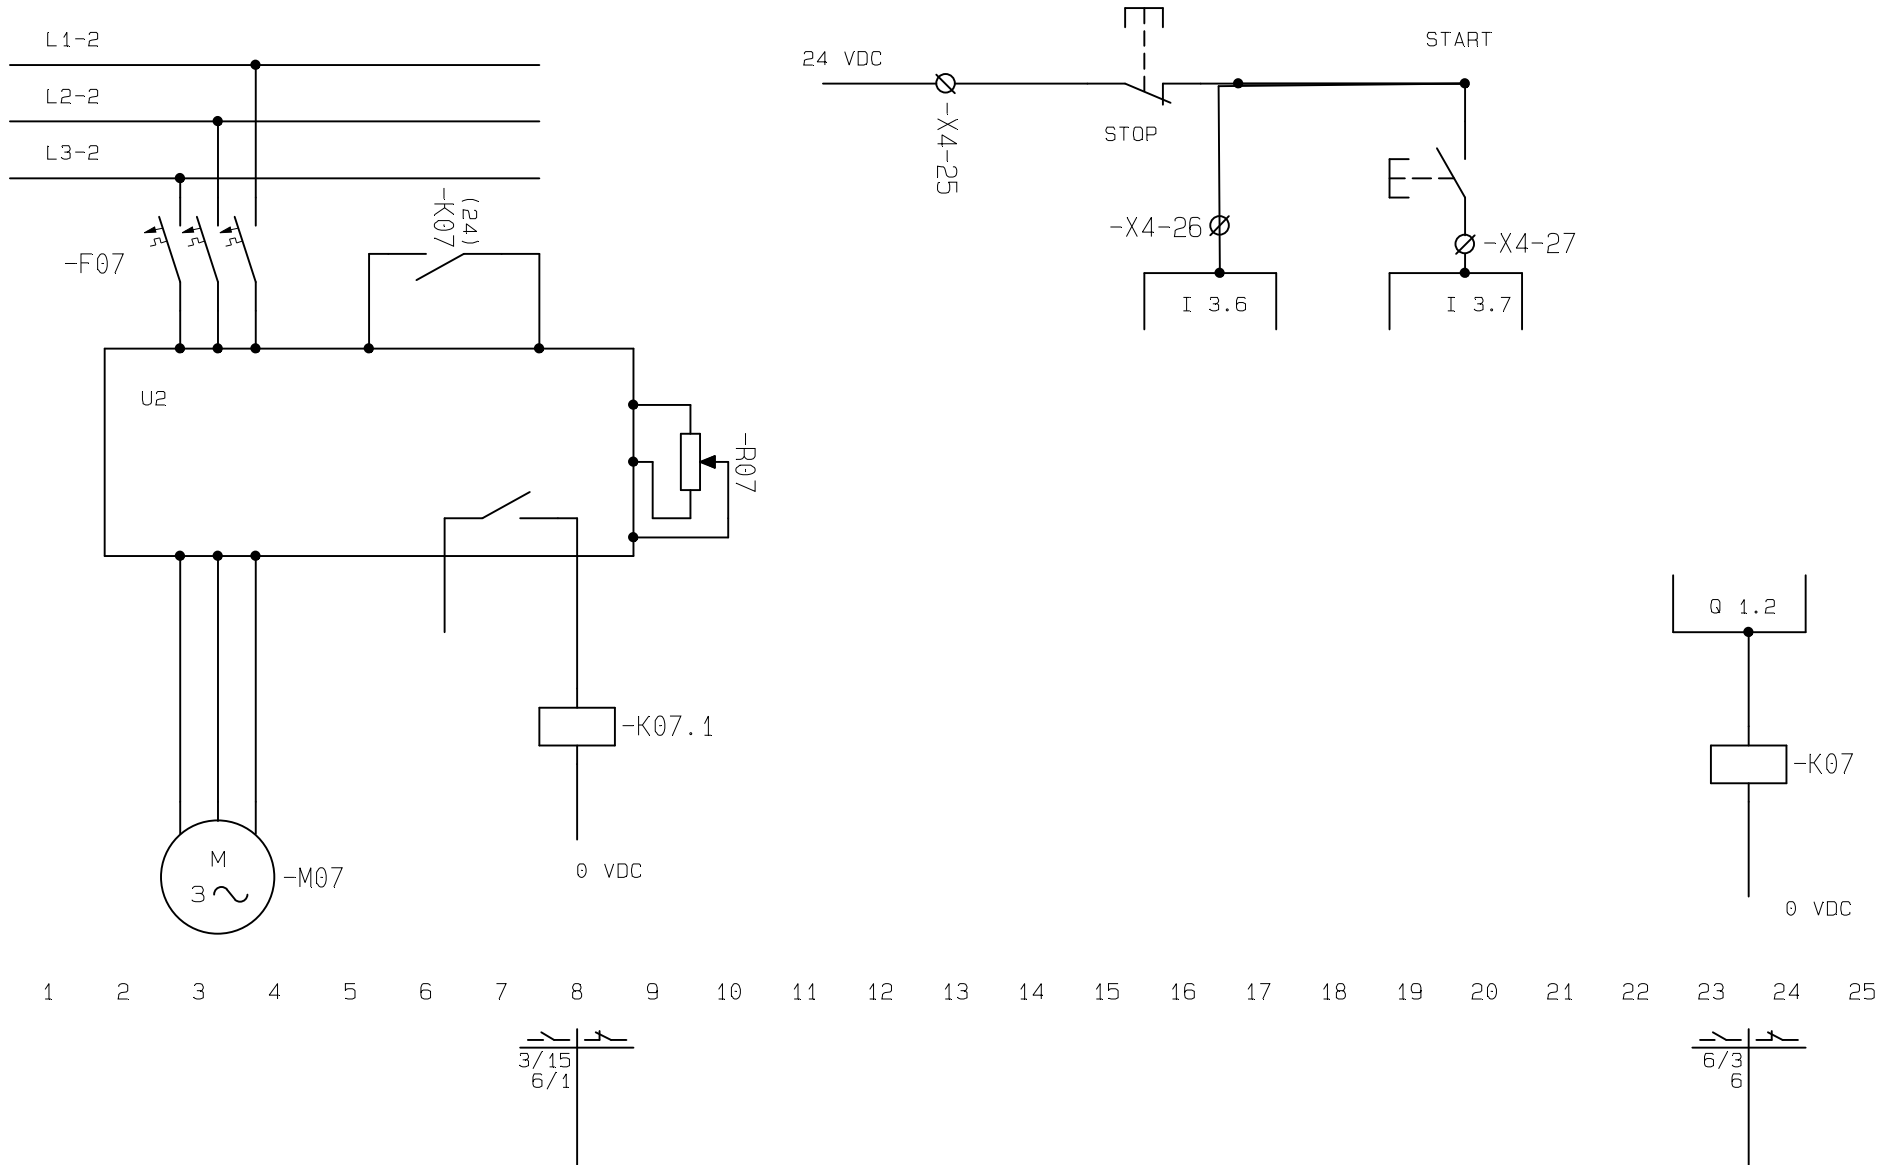 L1-2
L2-2
L3-2
-F07
-K07
(24)
U2
-R07
-K07.1
0 VDC
M
3
-M07
24 VDC
-X4-25
STOP
START
-X4-26
-X4-27
I 3.6
I 3.7
Q 1.2
-K07
0 VDC
1 2 3 4 5 6 7 8 9 10 11 12 13 14 15 16 17 18 19 20 21 22 23 24 25
3/15
6/1
6/3
6